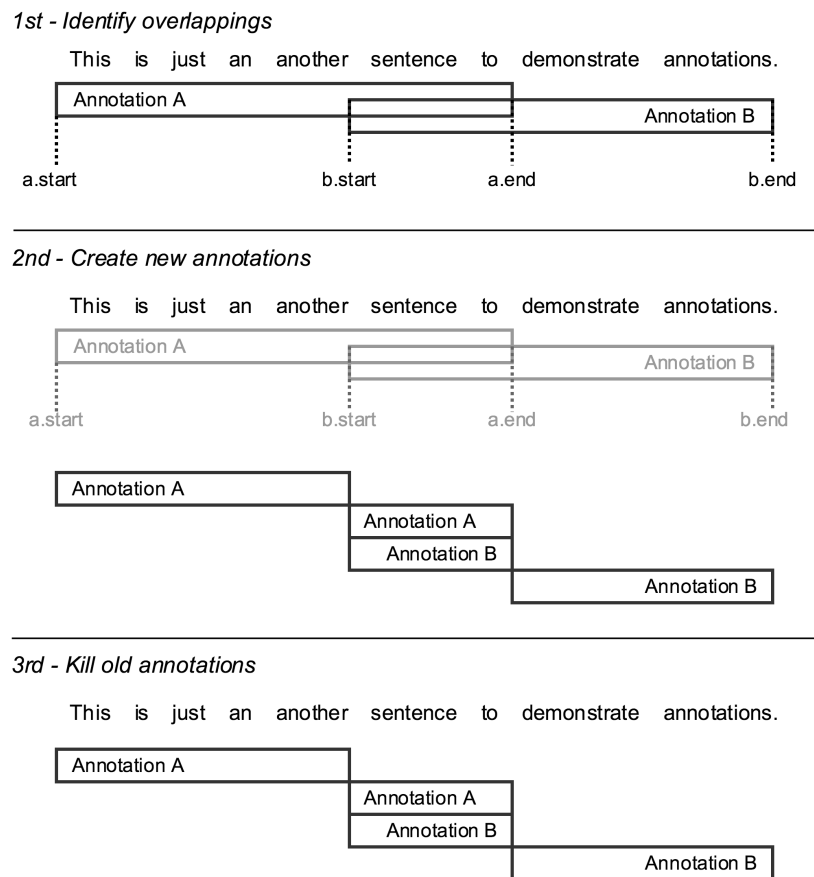 1st - Identify overlappings
This is just an another sentence to demonstrate annotations.
Annotation A
Annotation B
a.start b.start a.end b.end
2nd - Create new annotations
This is just an another sentence to demonstrate annotations.
Annotation A
Annotation B
a.start b.start a.end b.end
Annotation A
Annotation A
Annotation B
Annotation B
3rd - Kill old annotations
This is just an another sentence to demonstrate annotations.
Annotation A
Annotation A
Annotation B
Annotation B